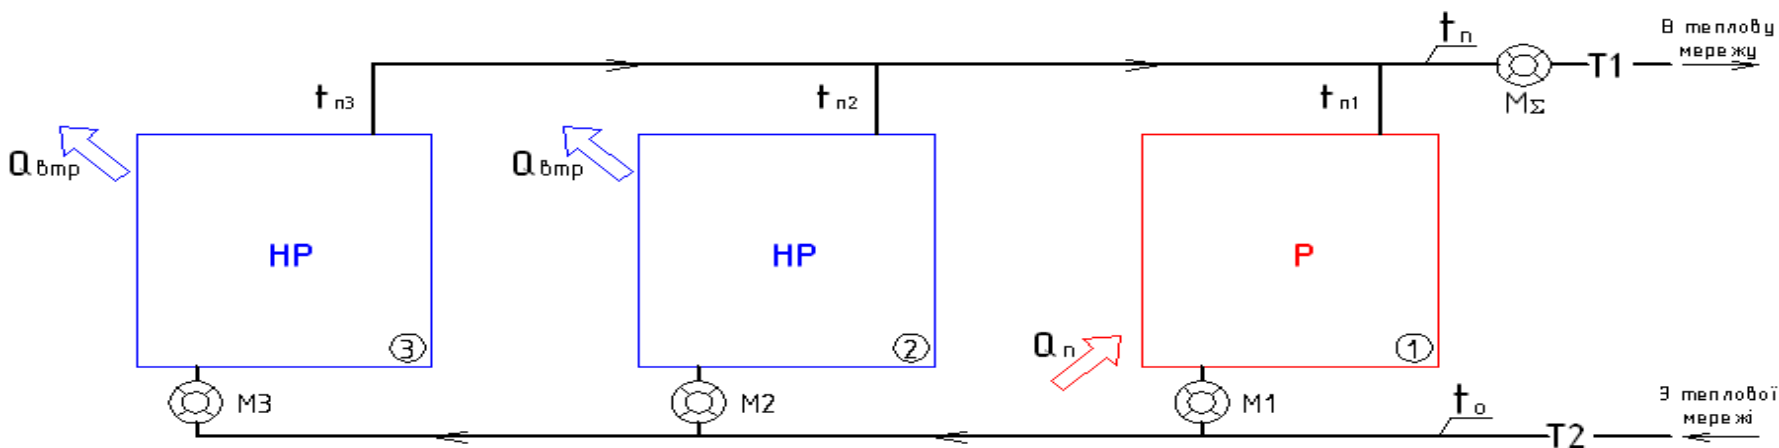 tп
В теплову
мережу
T1
MΣ
tп3
tп2
tп1
Qвтр
Qвтр
HP
HP
P
Qп
3
2
1
M3
M2
M1
tо
З теплової
мережі
T2